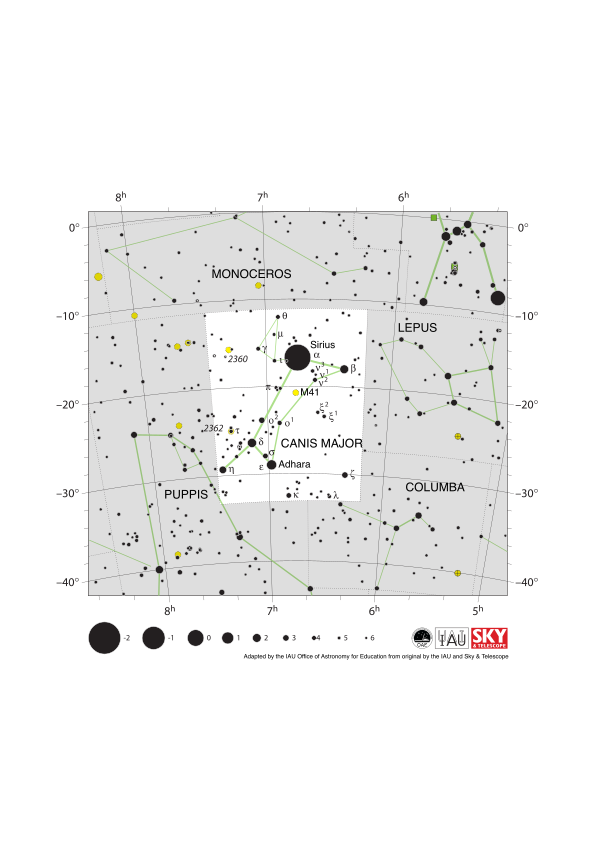 8h 7h 6h
0° 0°
MONOCEROS
–10° –10°
θ
LEPUS
μ
Sirius
γ α
2360
ι ν3 β
ν2
π
M41
–20° –20°
ξ2
ο2 ξ1
2362 τ ο1
δ CANIS MAJOR
σ
η ε Adhara
ζ
–30° PUPPIS COLUMBA –30°
κ λ
–40° –40°
8h 7h 6h 5h
-2 -1 0 1 2 3 4 5 6
OAE IAU SKY
& TELESCOPE
Adapted by the IAU Office of Astronomy for Education from original by the IAU and Sky & Telescope